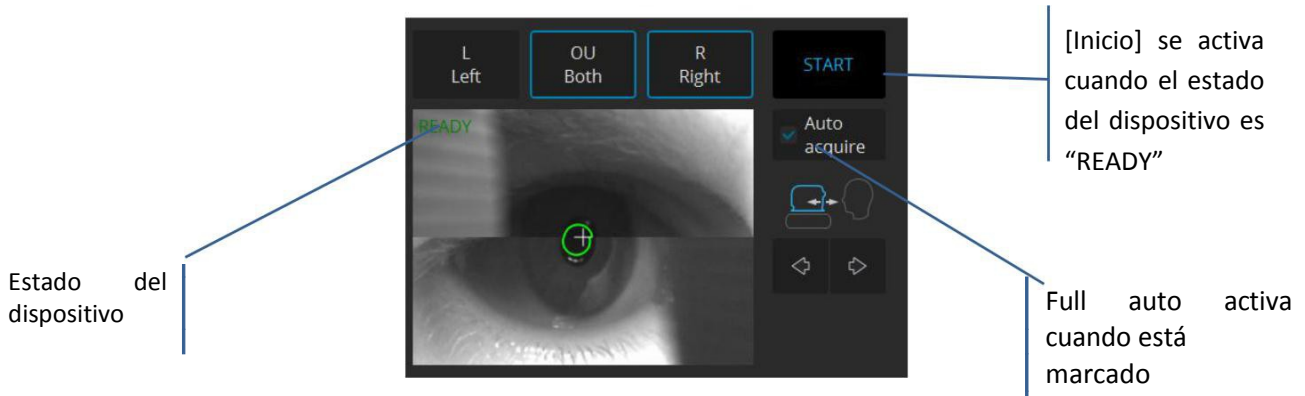 L
Left
OU
Both
R
Right
START
READY
Auto
acquire
[Inicio] se activa
cuando el estado
del dispositivo es
“READY”
Estado del
dispositivo
Full auto activa
cuando está
marcado